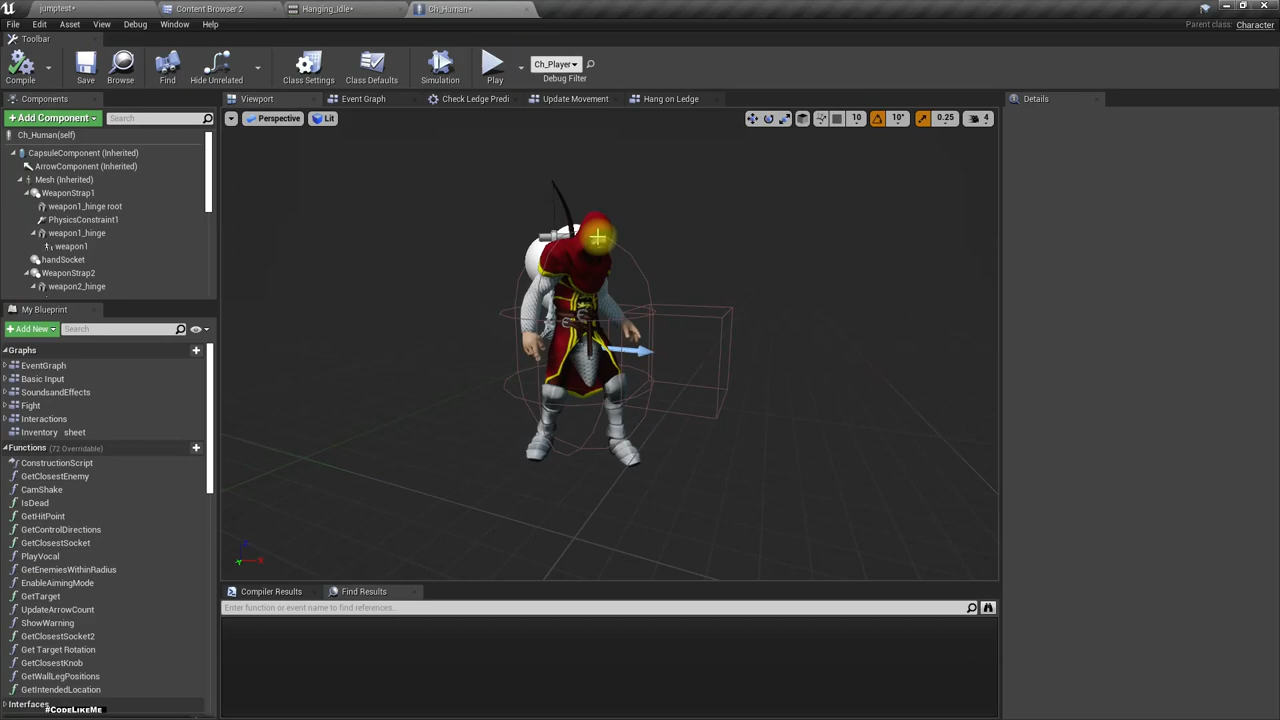 jumptest*
Content Browser 2
Hanging_Idle*
Ch_Human*
File
Edit
Asset
View
Debug
Window
Help
Parent class:
Character
Toolbar
Compile
Save
Browse
Find
Hide Unrelated
Class Settings
Class Defaults
Simulation
Play
Ch_Player
Debug Filter
Components
Viewport
Event Graph
Check Ledge Predi
Update Movement
Hang on Ledge
Details
+Add Component
Search
Perspective
Lit
10
10°
0.25
4
Ch_Human(self)
CapsuleComponent (Inherited)
ArrowComponent (Inherited)
Mesh (Inherited)
WeaponStrap1
weapon1_hinge root
PhysicsConstraint1
weapon1_hinge
weapon1
handSocket
WeaponStrap2
weapon2_hinge
My Blueprint
+Add New
Search
Graphs
EventGraph
Basic Input
SoundsandEffects
Fight
Interactions
Inventory sheet
Functions (72 Overridable)
ConstructionScript
GetClosestEnemy
CamShake
IsDead
GetHitPoint
GetControlDirections
GetClosestSocket
PlayVocal
GetEnemiesWithinRadius
EnableAimingMode
GetTarget
UpdateArrowCount
ShowWarning
GetClosestSocket2
Get Target Rotation
GetClosestKnob
GetWallLegPositions
GetIntendedLocation
Interfaces
#CodeLikeMe
Compiler Results
Find Results
Enter function or event name to find references...